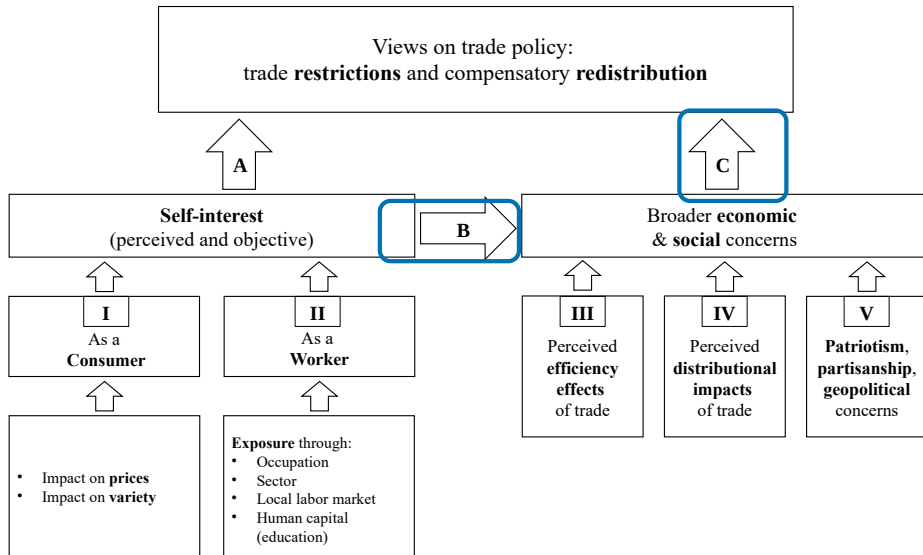 Views on trade policy:
trade restrictions and compensatory redistribution
A
C
Self-interest
(perceived and objective)
B
Broader economic
& social concerns
I
As a
Consumer
II
As a
Worker
III
Perceived
efficiency
effects
of trade
IV
Perceived
distributional
impacts
of trade
V
Patriotism,
partisanship,
geopolitical
concerns
• Impact on prices
• Impact on variety
Exposure through:
• Occupation
• Sector
• Local labor market
• Human capital
(education)